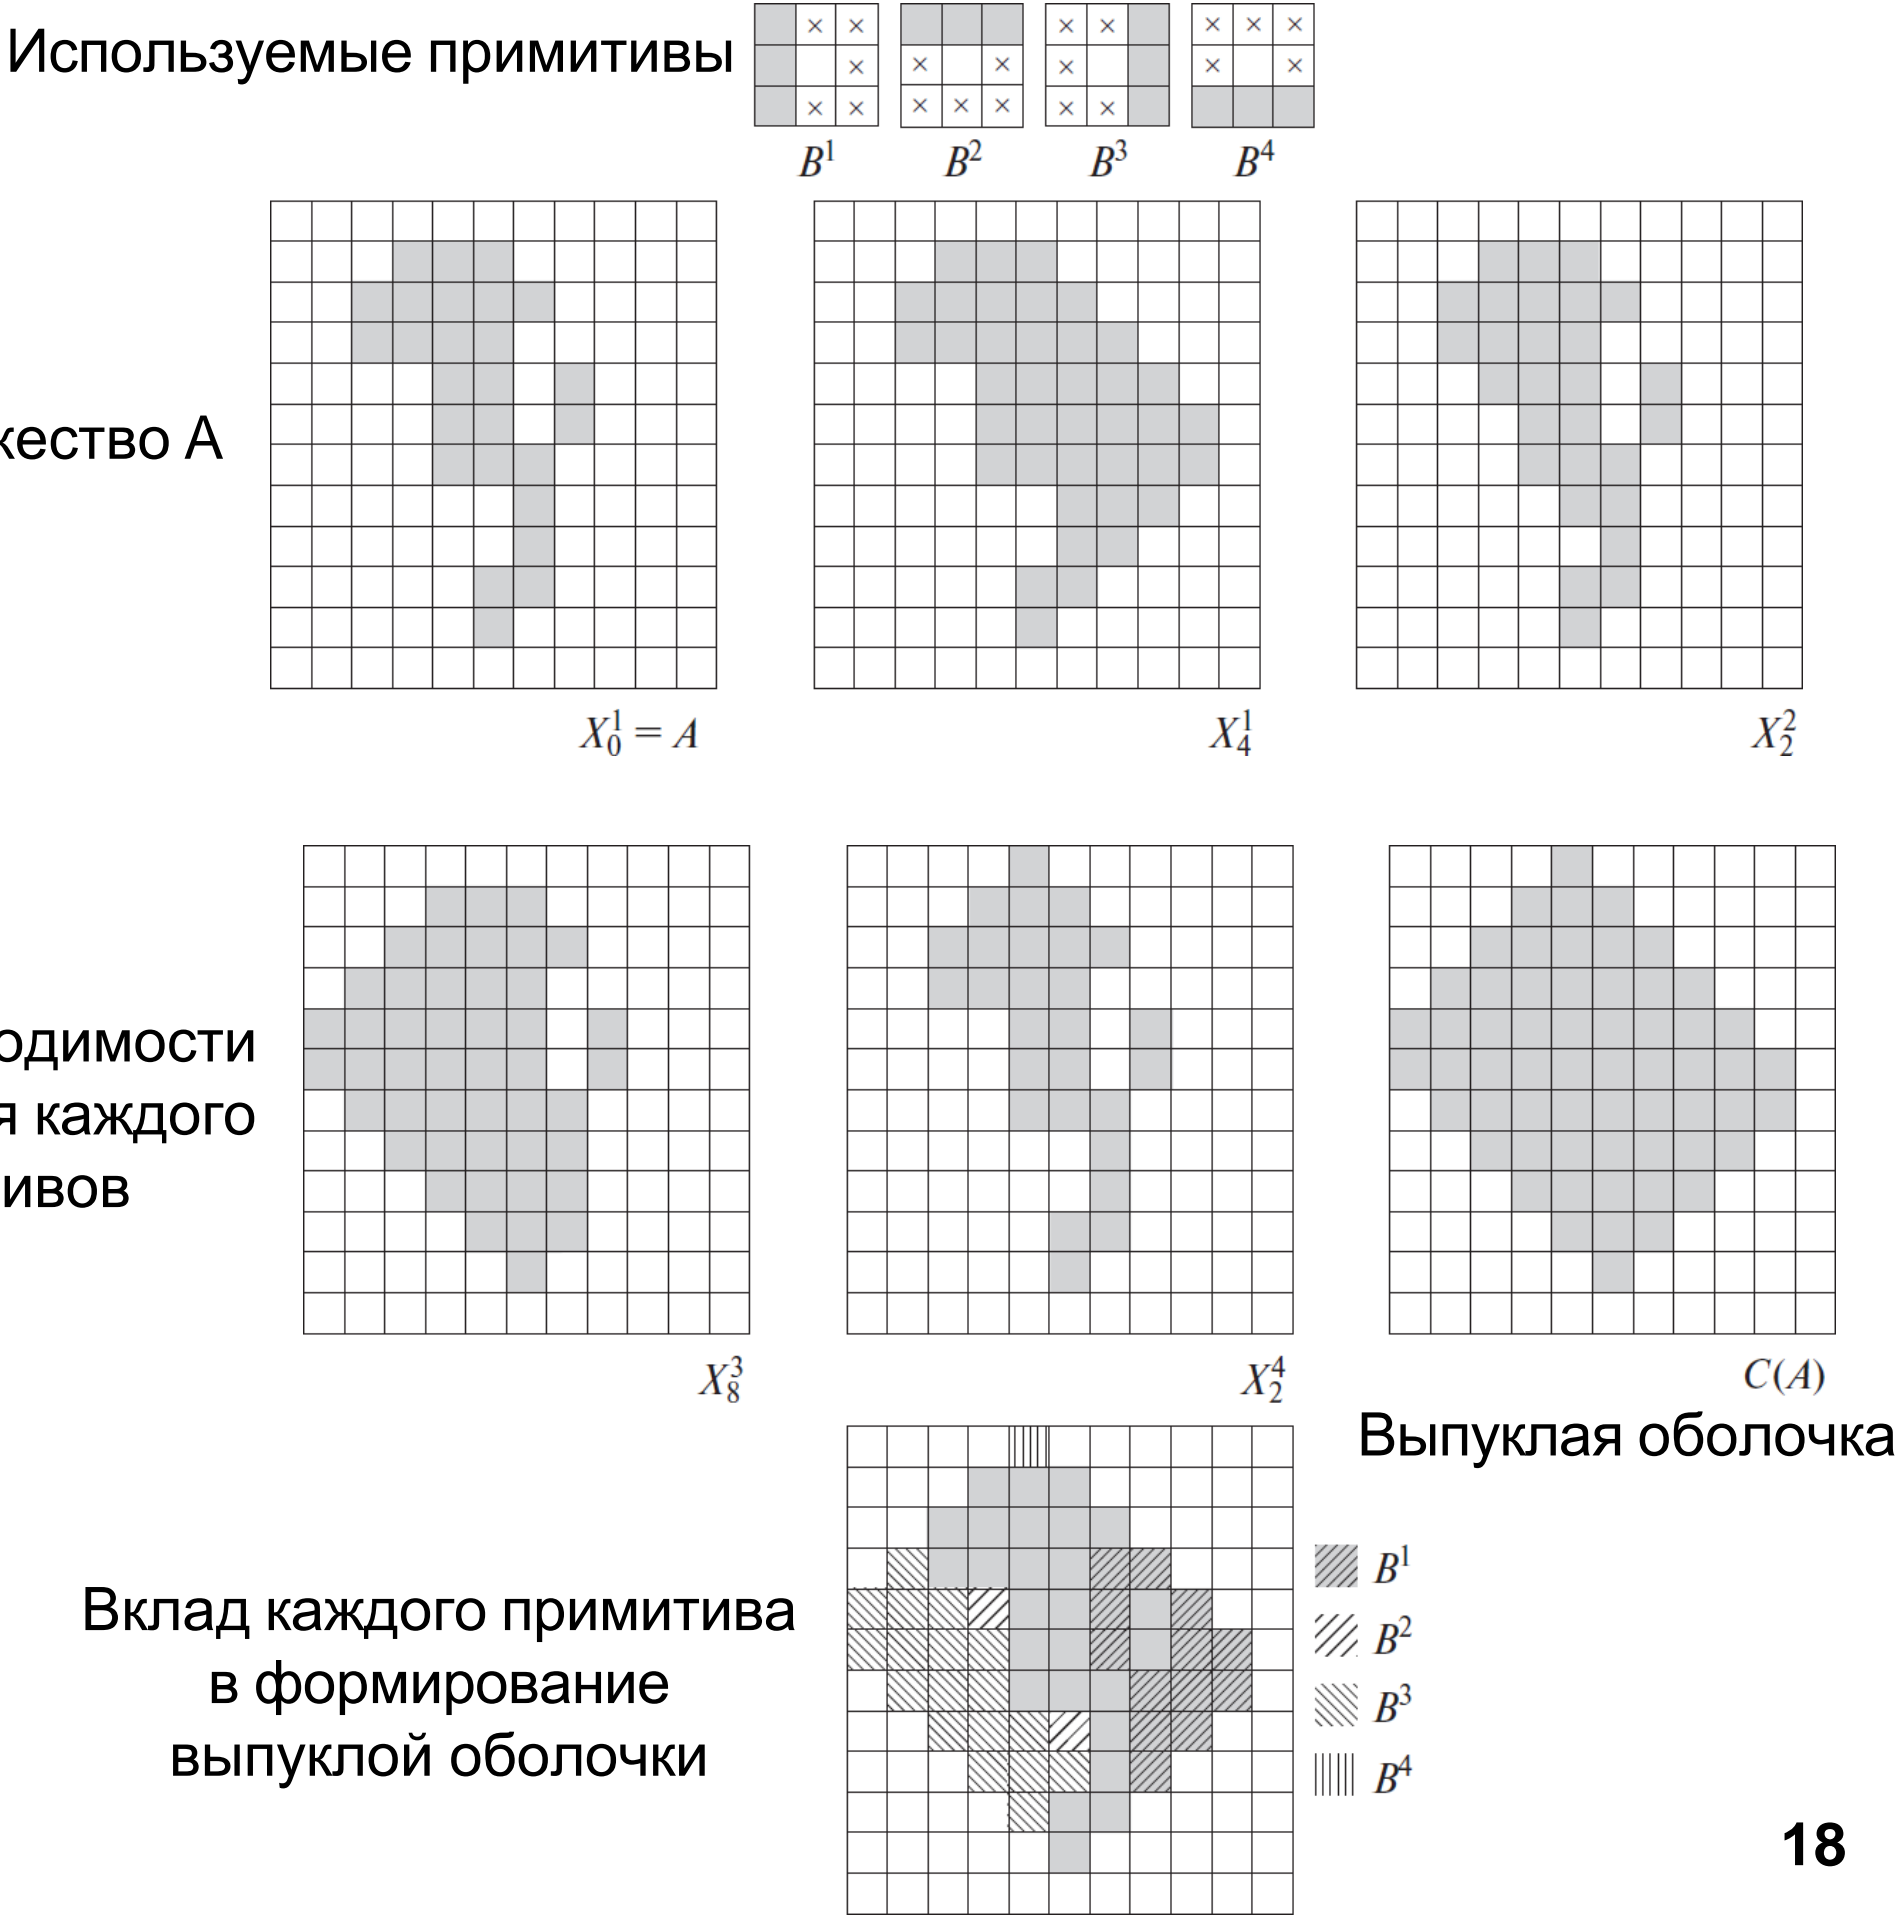 Используемые примитивы
× × × × × × ×
× × × × × ×
× × × × × × ×
B¹ B² B³ B⁴
жество А
X₀¹ = A X₄¹ X₂²
одимости
я каждого
ивов
X₈³ X₂⁴ C(A)
Выпуклая оболочка
Вклад каждого примитива
в формирование
выпуклой оболочки
B¹
B²
B³
B⁴
18